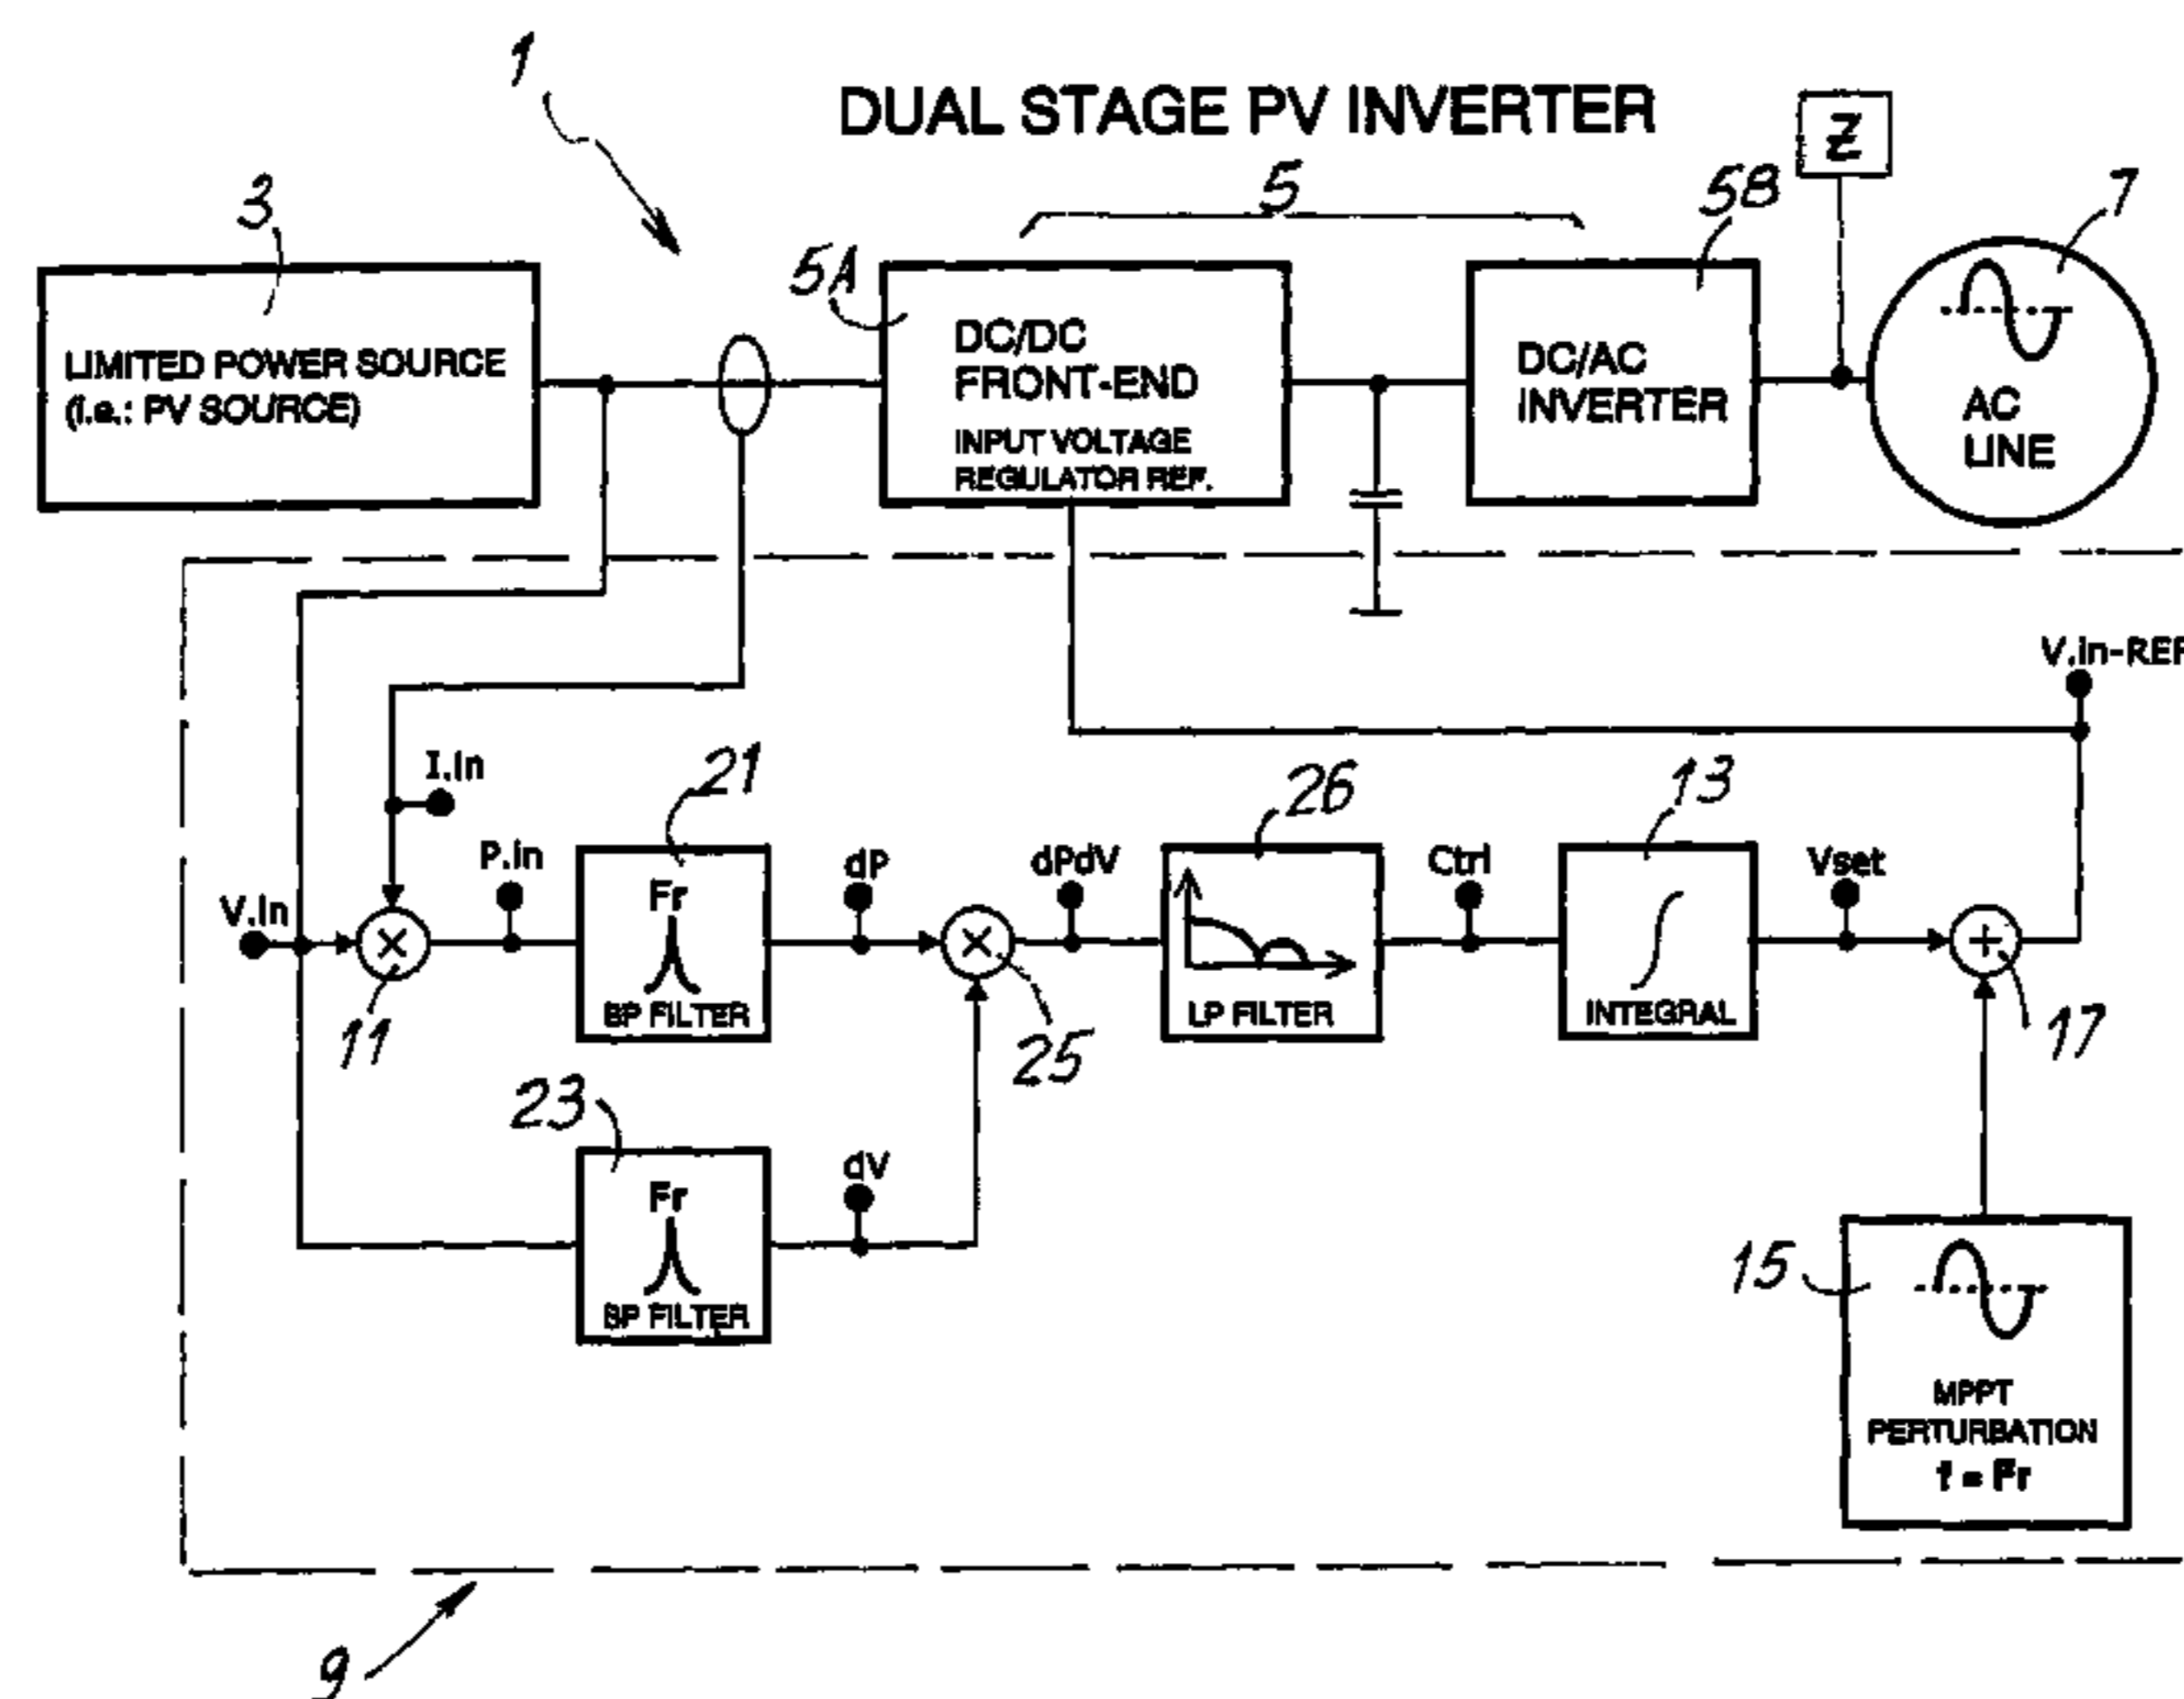 1
DUAL STAGE PV INVERTER
Z
3
5
5B
7
5A
LIMITED POWER SOURCE
(i.e.: PV SOURCE)
DC/DC
FRONT-END
INPUT VOLTAGE
REGULATOR REF.
DC/AC
INVERTER
AC
LINE
V.in-REF
I.in
21
26
13
P.in
dP
dPdV
Ctrl
Vset
V.in
Fr
BP FILTER
LP FILTER
INTEGRAL
11
25
17
23
dV
Fr
BP FILTER
15
MPPT
PERTURBATION
f = Fr
9